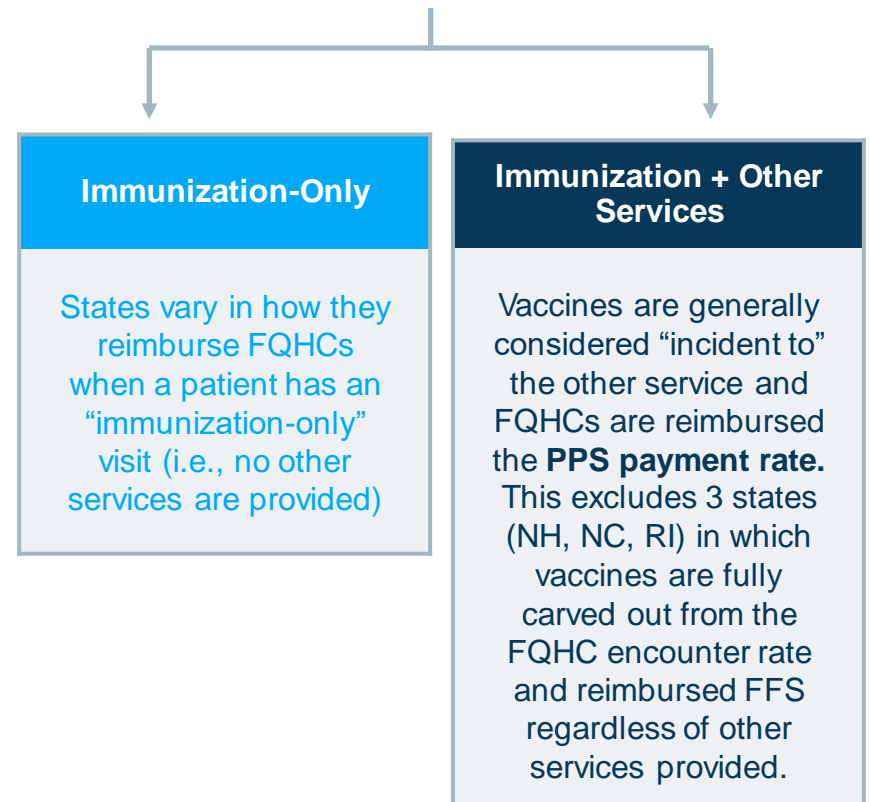 Immunization-Only
States vary in how they
reimburse FQHCs
when a patient has an
“immunization-only”
visit (i.e., no other
services are provided)
Immunization + Other
Services
Vaccines are generally
considered “incident to”
the other service and
FQHCs are reimbursed
the PPS payment rate.
This excludes 3 states
(NH, NC, RI) in which
vaccines are fully
carved out from the
FQHC encounter rate
and reimbursed FFS
regardless of other
services provided.